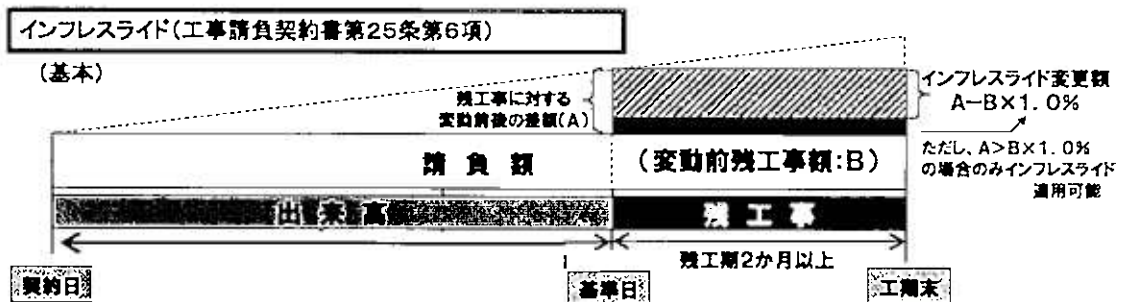 インフレスライド(工事請負契約書第25条第6項)
(基本)
残工事に対する
変動前後の差額(A)
インフレスライド変更額
A-B×1.0%
ただし、A>B×1.0%
の場合のみインフレスライド
適用可能
請負額
(変動前残工事額:B)
出来高
残工事
残工期2か月以上
契約日
基準日
工期末